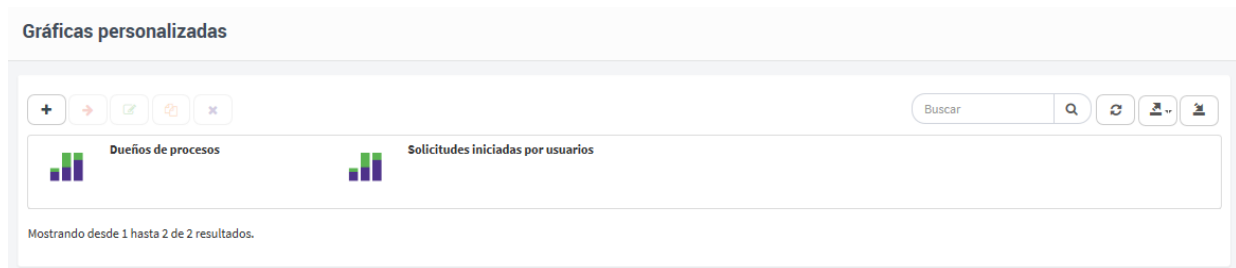 Gráficas personalizadas
Buscar
Dueños de procesos
Solicitudes iniciadas por usuarios
Mostrando desde 1 hasta 2 de 2 resultados.